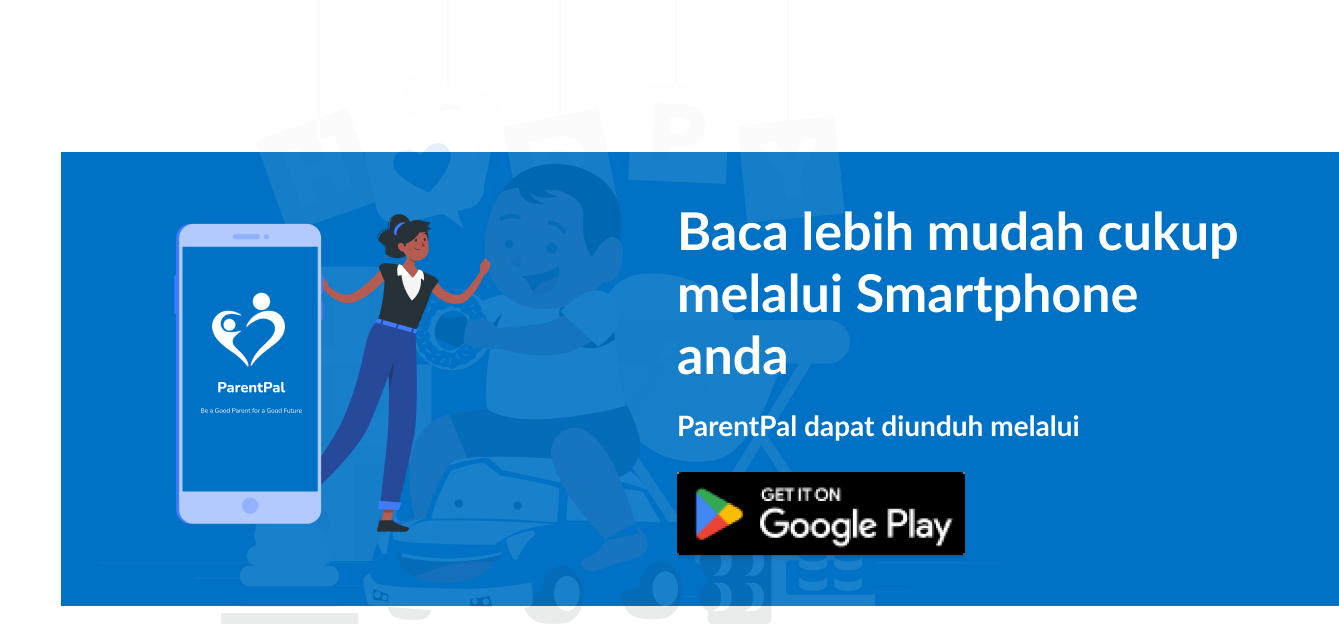 H
P
P
Y
Baca lebih mudah cukup
melalui Smartphone
anda
ParentPal
Be a Good Parent for a Good Future
ParentPal dapat diunduh melalui
GET IT ON
Google Play